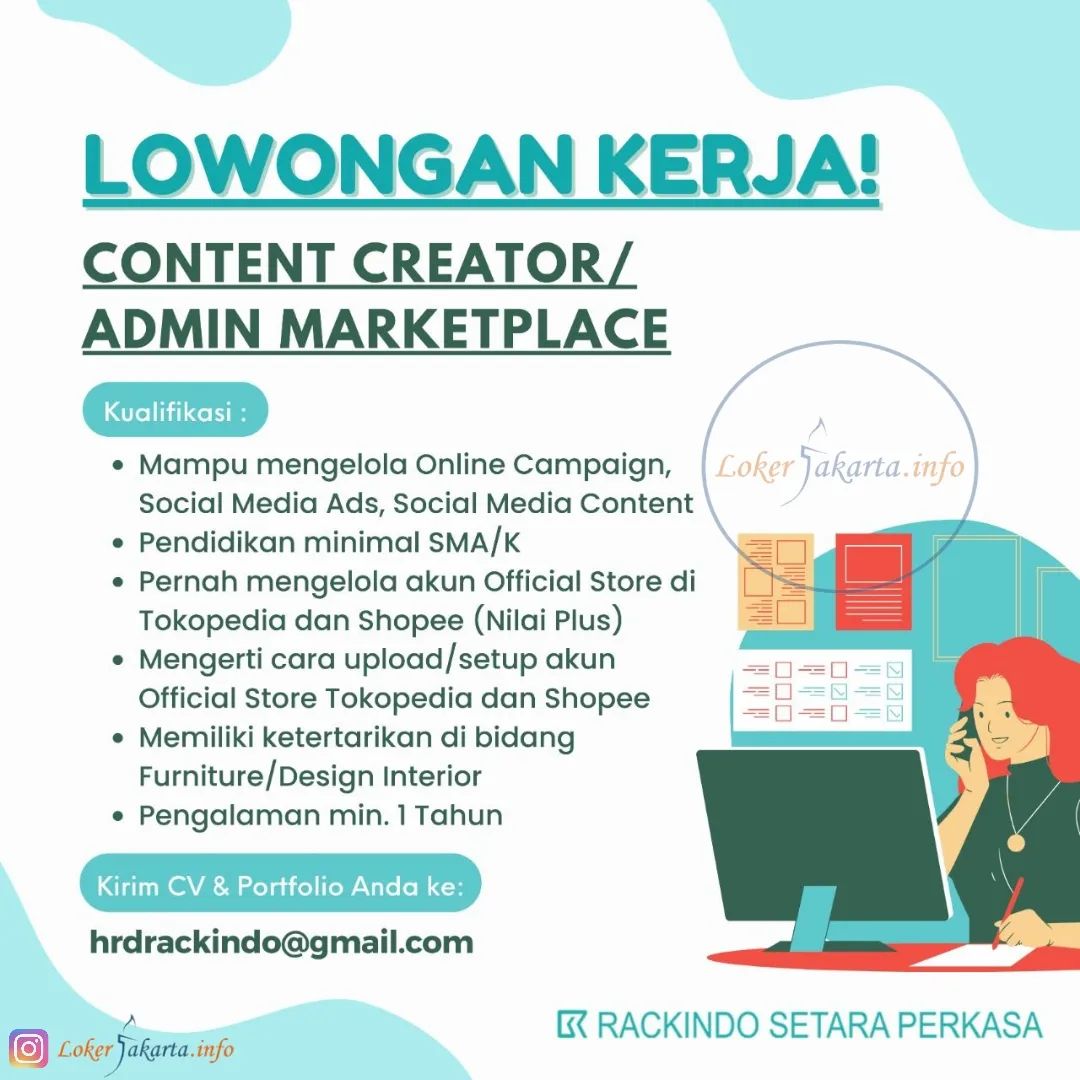 LOWONGAN KERJA!
CONTENT CREATOR/
ADMIN MARKETPLACE
Kualifikasi :
• Mampu mengelola Online Campaign,
Social Media Ads, Social Media Content
• Pendidikan minimal SMA/K
• Pernah mengelola akun Official Store di
Tokopedia dan Shopee (Nilai Plus)
• Mengerti cara upload/setup akun
Official Store Tokopedia dan Shopee
• Memiliki ketertarikan di bidang
Furniture/Design Interior
• Pengalaman min. 1 Tahun
Loker Jakarta.info
Kirim CV & Portfolio Anda ke:
hrdrackindo@gmail.com
RACKINDO SETARA PERKASA
Loker Jakarta.info